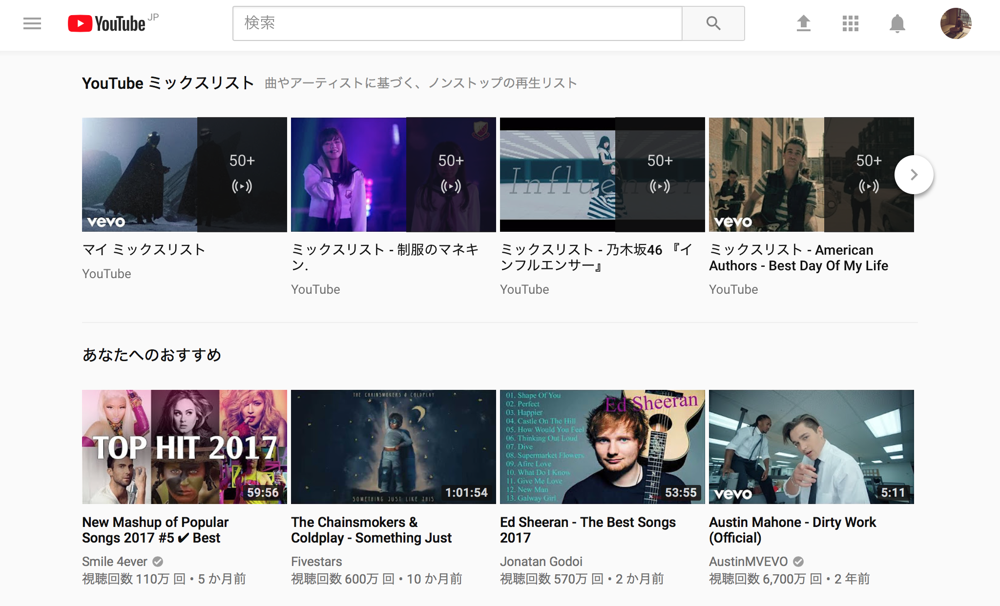 YouTube JP
検索
YouTube ミックスリスト 曲やアーティストに基づく、ノンストップの再生リスト
50+
vevo
マイ ミックスリスト
YouTube
50+
46
ミックスリスト - 制服のマネキ
ン.
YouTube
50+
Influencer
ミックスリスト - 乃木坂46 『イ
ンフルエンサー』
YouTube
50+
vevo
ミックスリスト - American
Authors - Best Day Of My Life
YouTube
あなたへのおすすめ
TOP HIT 2017
59:56
New Mashup of Popular
Songs 2017 #5 ✔ Best
Smile 4ever
視聴回数 110万 回・5 か月前
THE CHAINSMOKERS & COLDPLAY
SOMETHING JUST LIKE THIS
1:01:54
The Chainsmokers &
Coldplay - Something Just
Fivestars
視聴回数 600万 回・10 か月前
Ed Sheeran
01. Shape Of You
02. Perfect
03. Happier
04. Castle On The Hill
05. How Would You Feel
06. Thinking Out Loud
07. Dive
08. Supermarket Flowers
09. Afire Love
10. What Do I Know
11. Give Me Love
12. New Man
13. Galway Girl
53:55
Ed Sheeran - The Best Songs
2017
Jonatan Godoi
視聴回数 570万 回・2 か月前
vevo
5:11
Austin Mahone - Dirty Work
(Official)
AustinMVEVO
視聴回数 6,700万 回・2 年前